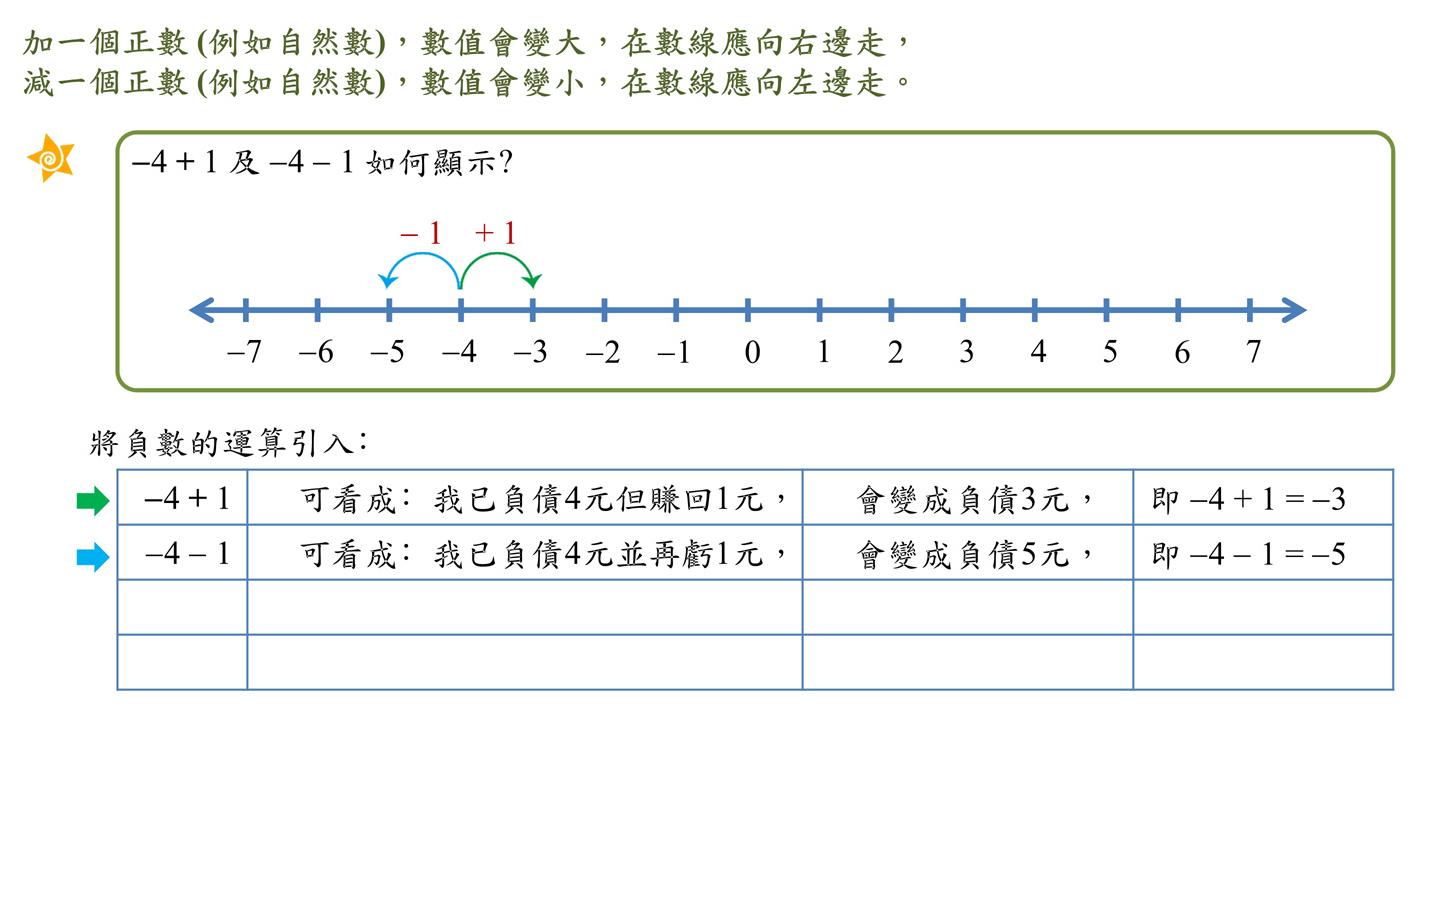 加一個正數 (例如自然數)，數值會變大，在數線應向右邊走，
減一個正數 (例如自然數)，數值會變小，在數線應向左邊走。
–4 + 1 及 –4 – 1 如何顯示?
– 1 + 1
–7 –6 –5 –4 –3 –2 –1 0 1 2 3 4 5 6 7
將負數的運算引入：
–4 + 1 可看成：我已負債4元但賺回1元， 會變成負債3元， 即 –4 + 1 = –3
–4 – 1 可看成：我已負債4元並再虧1元， 會變成負債5元， 即 –4 – 1 = –5